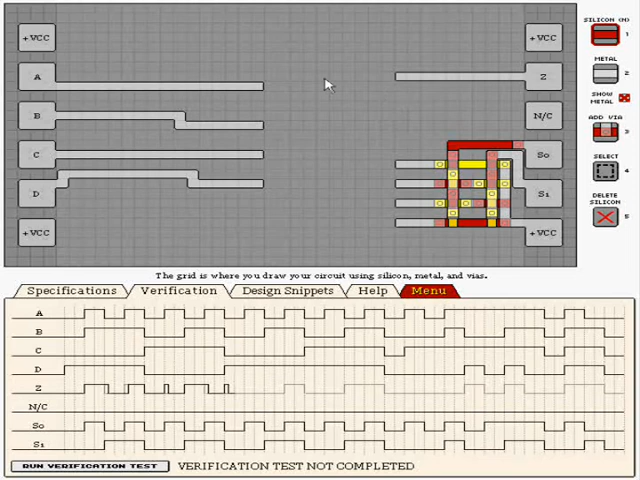 +VCC
A
B
C
D
+VCC
+VCC
Z
N/C
S0
S1
+VCC
SILICON (N)
1
METAL
2
SHOW
METAL
ADD VIA
3
SELECT
4
DELETE
SILICON
5
The grid is where you draw your circuit using silicon, metal, and vias.
Specifications
Verification
Design Snippets
Help
Menu
A
B
C
D
Z
N/C
S0
S1
RUN VERIFICATION TEST
VERIFICATION TEST NOT COMPLETED